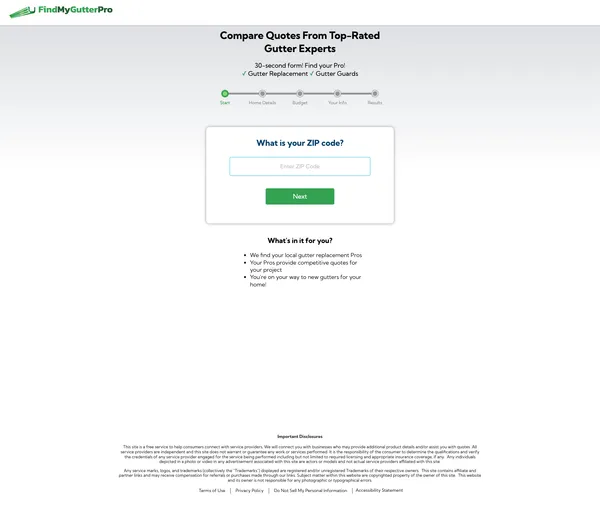 FindMyGutterPro
Compare Quotes From Top-Rated
Gutter Experts
30-second form! Find your Pro!
✓ Gutter Replacement ✓ Gutter Guards
Start Home Details Budget Your Info Results
What is your ZIP code?
Enter ZIP Code
Next
What's in it for you?
• We find your local gutter replacement Pros
• Your Pros provide competitive quotes for
your project
• You're on your way to new gutters for your
home!
Important Disclosures
This site is a free service to help consumers connect with service providers. We will connect you with businesses who may provide additional product details and/or assist you with quotes. All
service providers are independent and this site does not warrant or guarantee any work or services performed. It is the responsibility of the consumer to determine the qualifications and verify
the credentials of any service provider engaged for the service being performed including but not limited to required licensing and appropriate insurance coverage, if any. Any individuals
depicted in a photo or video in any advertisement associated with this site are actors or models and not actual service providers affiliated with this site.
Any service marks, logos, and trademarks (collectively the "Trademarks") displayed are registered and/or unregistered Trademarks of their respective owners. This site contains affiliate and
partner links and may receive compensation for referrals or purchases made through our links. Subject matter within this website are copyrighted property of the owner of this site. This website
and its owner is not responsible for any photographic or typographical errors.
Terms of Use | Privacy Policy | Do Not Sell My Personal Information | Accessibility Statement